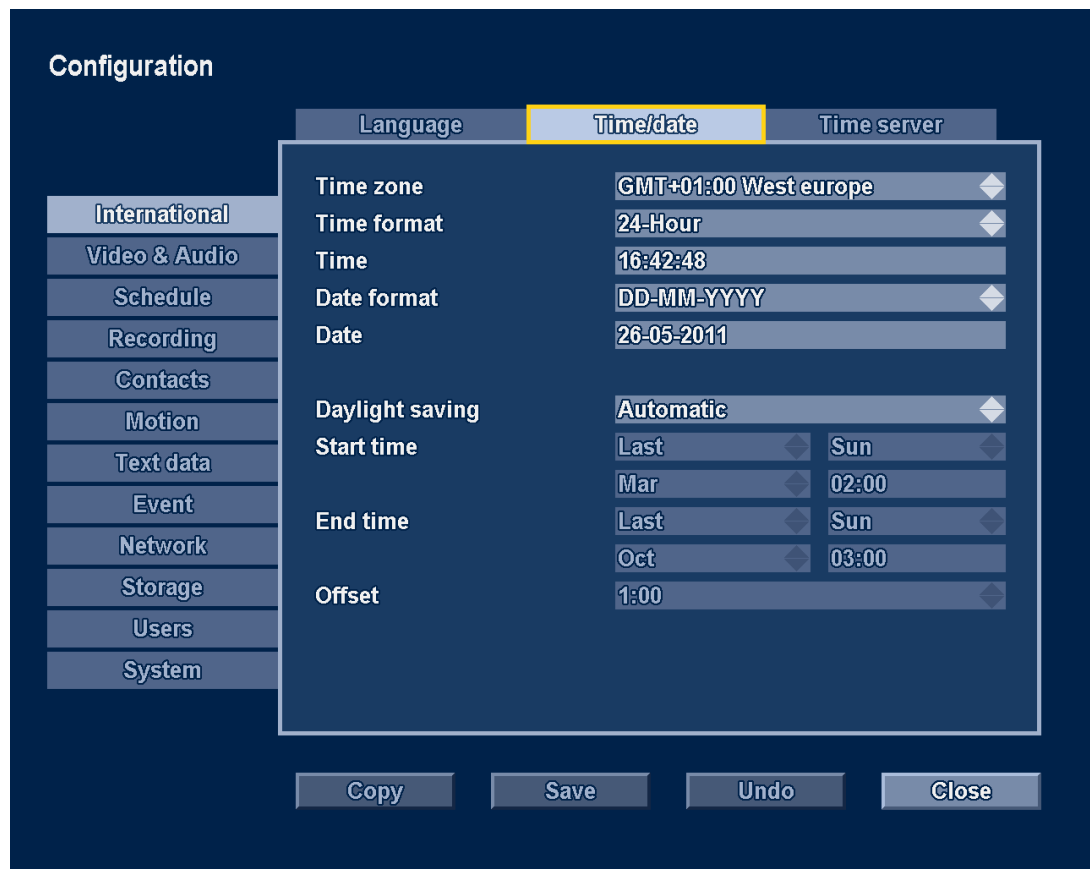 Configuration
Language Time/date Time server
International
Video & Audio
Schedule
Recording
Contacts
Motion
Text data
Event
Network
Storage
Users
System
Time zone GMT+01:00 West europe
Time format 24-Hour
Time 16:42:48
Date format DD-MM-YYYY
Date 26-05-2011
Daylight saving Automatic
Start time Last Sun
Mar 02:00
End time Last Sun
Oct 03:00
Offset 1:00
Copy Save Undo Close